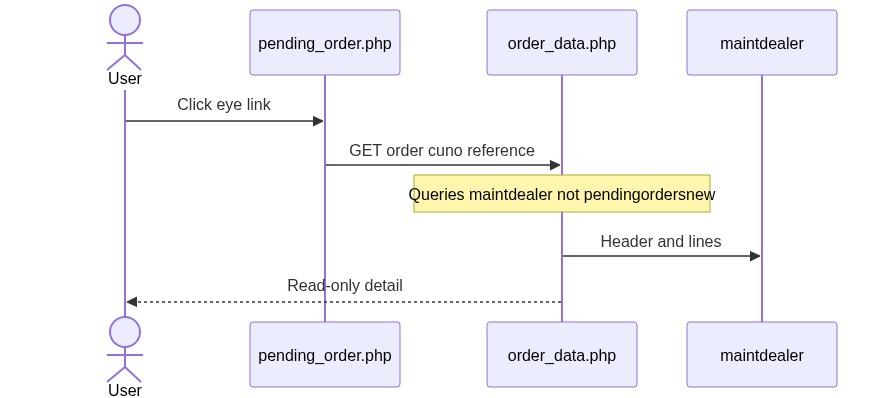 User
pending_order.php
order_data.php
maintdealer
Click eye link
GET order cuno reference
Queries maintdealer not pendingordersnew
Header and lines
Read-only detail
User
pending_order.php
order_data.php
maintdealer